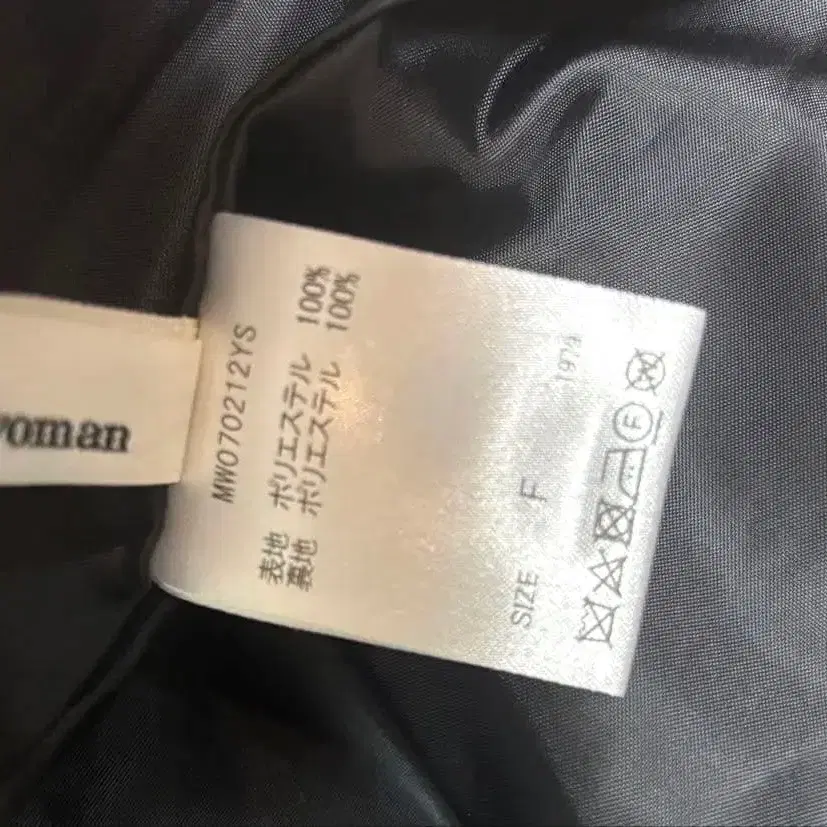 woman
MW070212YS
表地 ポリエステル 100%
裏地 ポリエステル 100%
SIZE F
F
W